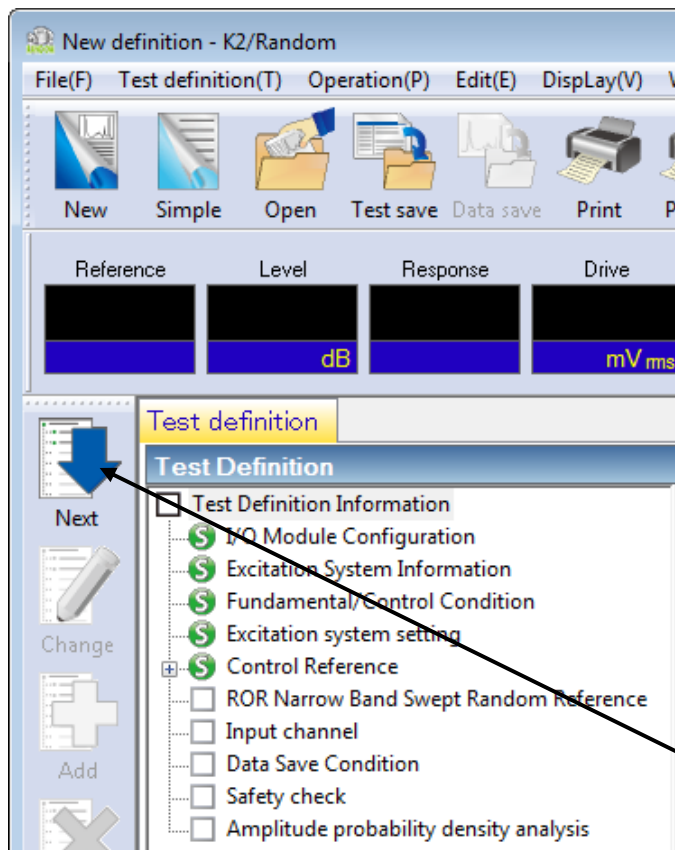 New definition - K2/Random
File(F) Test definition(T) Operation(P) Edit(E) DispLay(V)
New Simple Open Test save Data save Print
Reference Level Response Drive
dB mV rms
Test definition
Test Definition
Next
Test Definition Information
S I/O Module Configuration
S Excitation System Information
S Fundamental/Control Condition
S Excitation system setting
Change
S Control Reference
ROR Narrow Band Swept Random Reference
Input channel
Add
Data Save Condition
Safety check
Amplitude probability density analysis